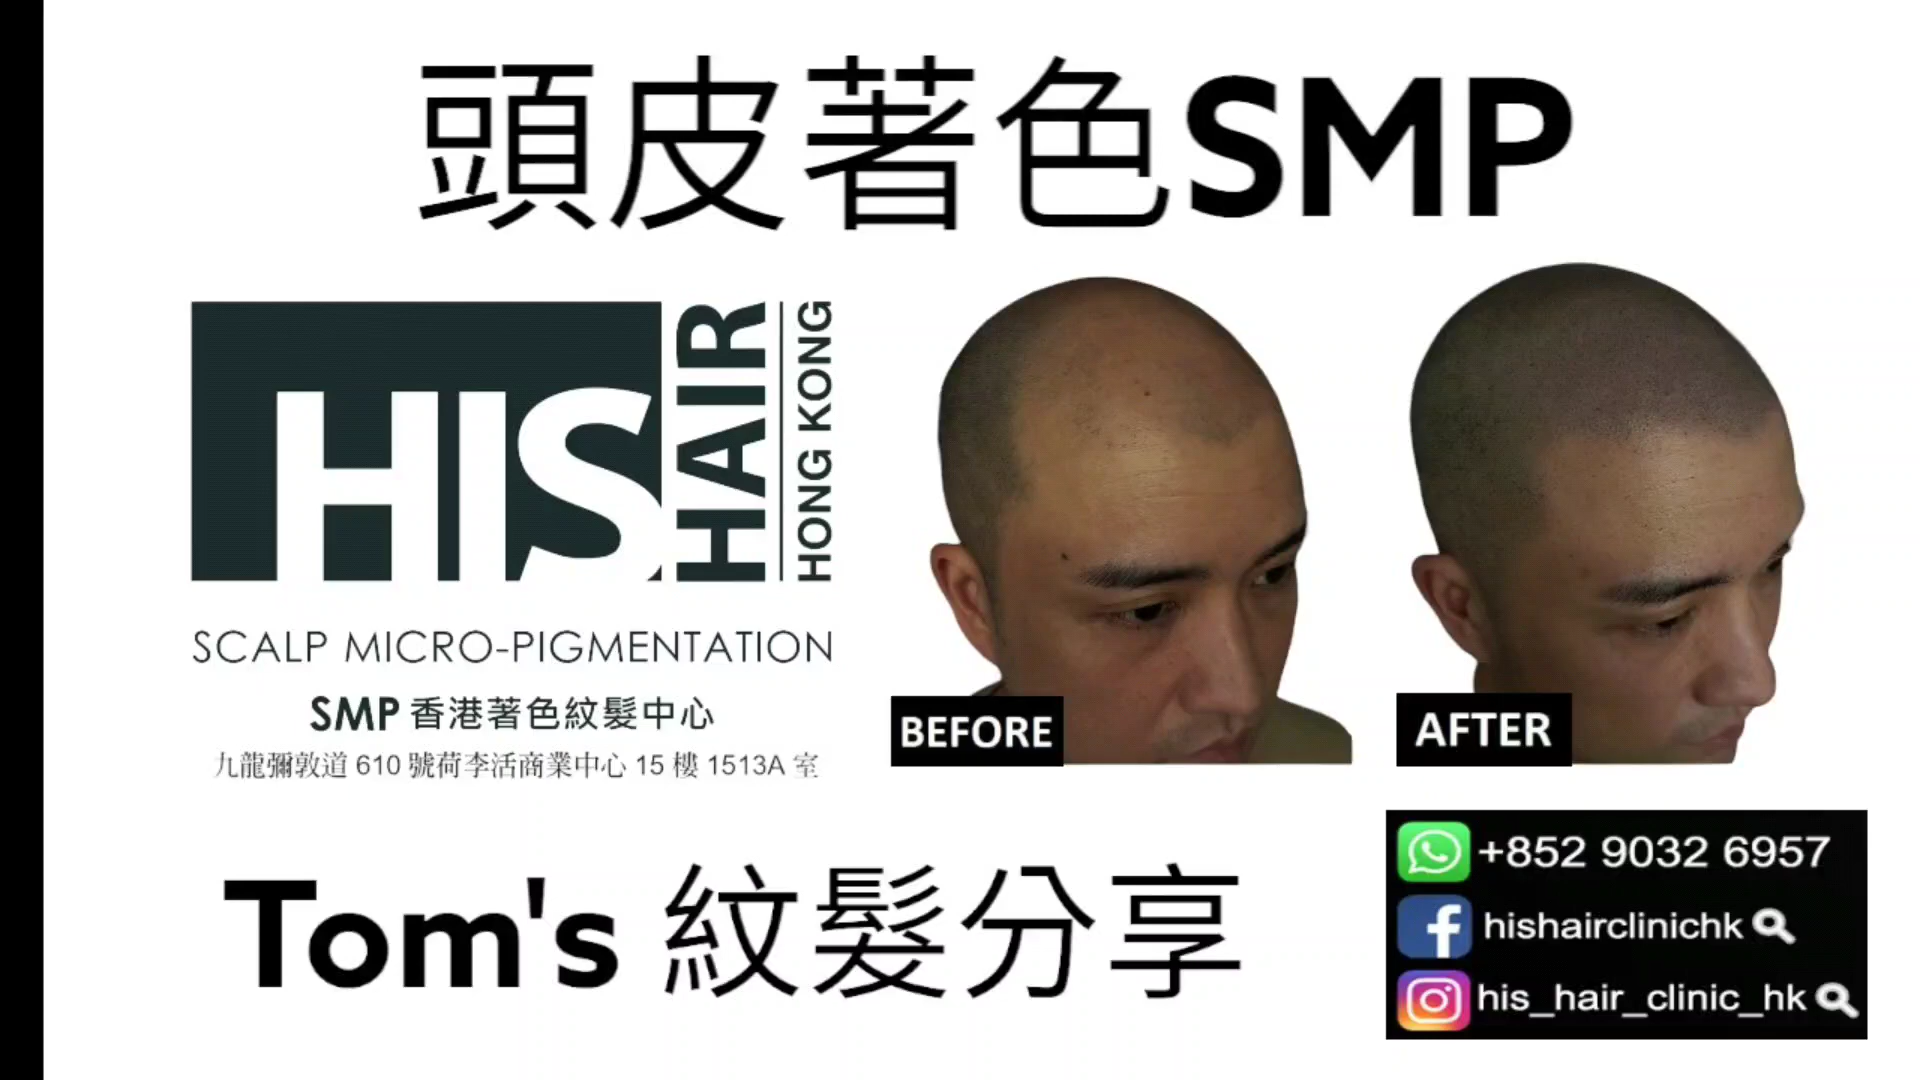 頭皮著色SMP
HIS HAIR HONG KONG
SCALP MICRO-PIGMENTATION
SMP 香港著色紋髮中心
九龍彌敦道 610 號荷李活商業中心 15 樓 1513A 室
BEFORE
AFTER
Tom's 紋髮分享
+852 9032 6957
hishairclinichk
his_hair_clinic_hk